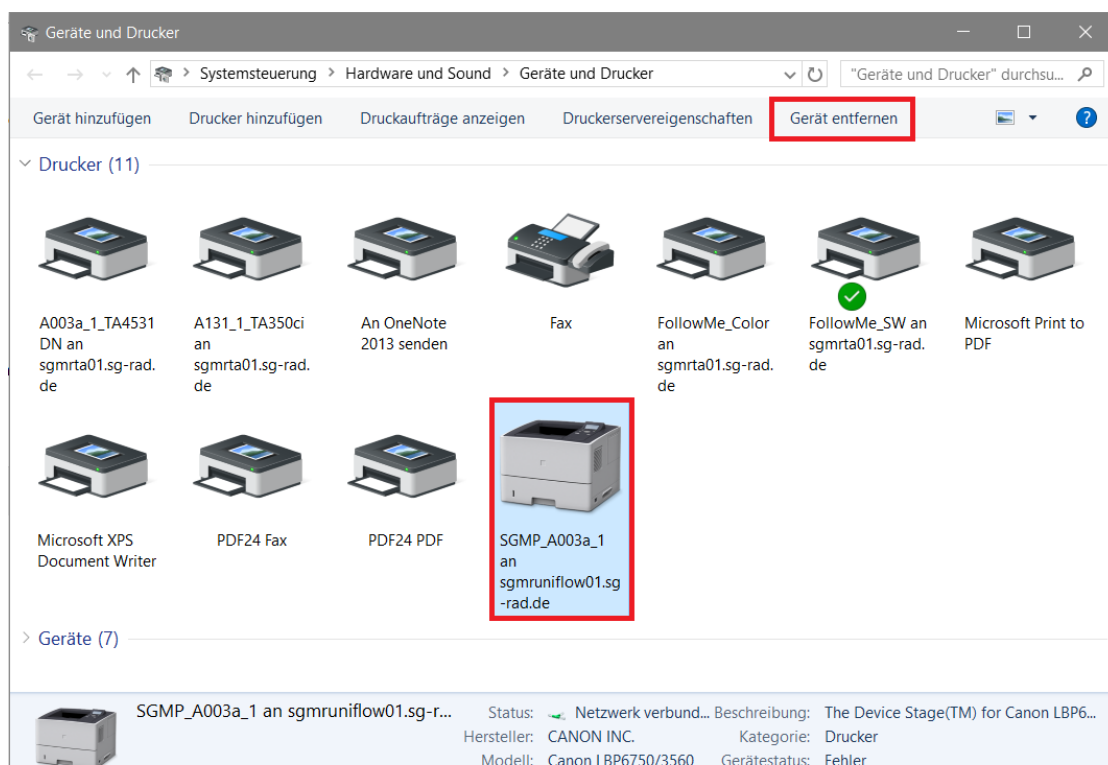 Geräte und Drucker
Systemsteuerung > Hardware und Sound > Geräte und Drucker
"Geräte und Drucker" durchsu...
Gerät hinzufügen Drucker hinzufügen Druckaufträge anzeigen Druckerservereigenschaften Gerät entfernen ?
Drucker (11)
A003a_1_TA4531
DN an
sgmrta01.sg-rad.
de
A131_1_TA350ci
an
sgmrta01.sg-rad.
de
An OneNote
2013 senden
Fax
FollowMe_Color
an
sgmrta01.sg-rad.
de
FollowMe_SW an
sgmrta01.sg-rad.
de
Microsoft Print to
PDF
Microsoft XPS
Document Writer
PDF24 Fax
PDF24 PDF
SGMP_A003a_1
an
sgmruniflow01.sg
-rad.de
Geräte (7)
SGMP_A003a_1 an sgmruniflow01.sg-r... Status: Netzwerk verbund... Beschreibung: The Device Stage(TM) for Canon LBP6...
Hersteller: CANON INC. Kategorie: Drucker
Modell: Canon LBP6750/3560 Gerätestatus: Fehler